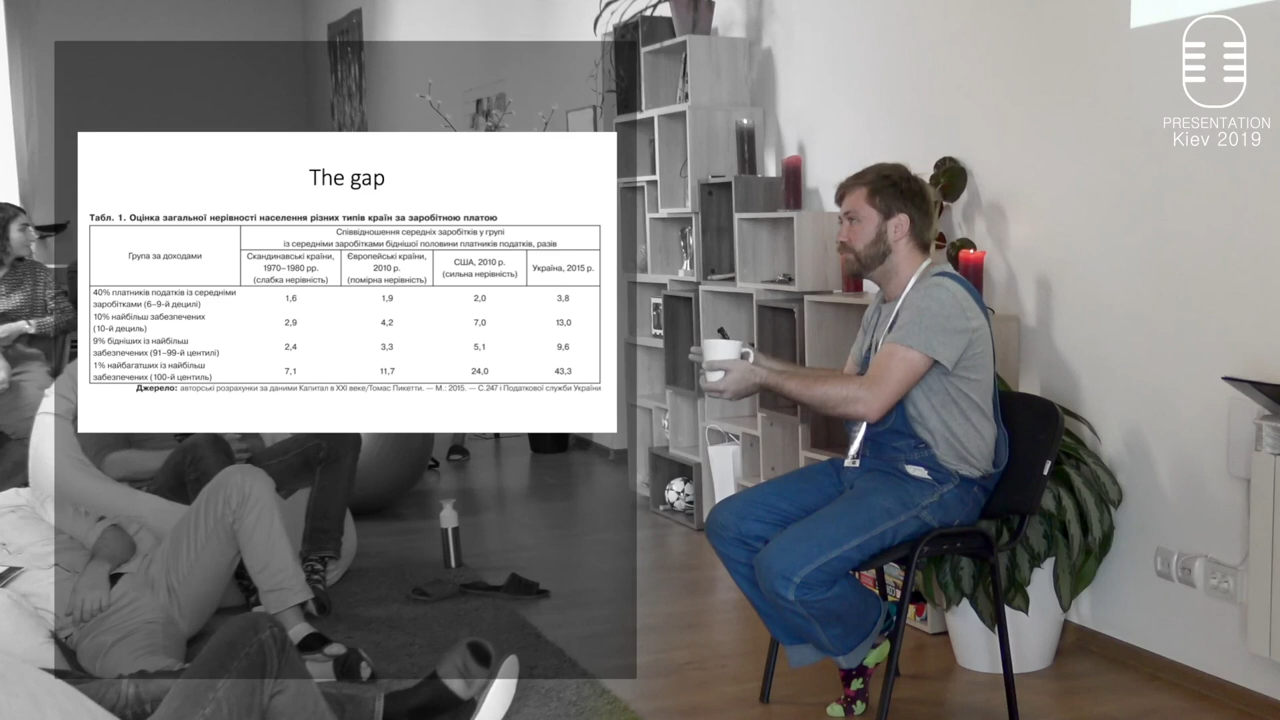 PRESENTATION
Kiev 2019
The gap
Табл. 1. Оцінка загальної нерівності населення різних типів країн за заробітною платою
Група за доходами
Співвідношення середніх заробітків у групі
із середніми заробітками біднішої половини платників податків, разів
Скандинавські країни,
1970–1980 рр.
(слабка нерівність)
Європейські країни,
2010 р.
(помірна нерівність)
США, 2010 р.
(сильна нерівність)
Україна, 2015 р.
40% платників податків із середніми
заробітками (6–9-й децилі)
1,6
1,9
2,0
3,8
10% найбільш забезпечених
(10-й дециль)
2,9
4,2
7,0
13,0
9% бідніших із найбільш
забезпечених (91–99-й центилі)
2,4
3,3
5,1
9,6
1% найбагатших із найбільш
забезпечених (100-й центиль)
7,1
11,7
24,0
43,3
Джерело: авторські розрахунки за даними Капитал в XXI веке/Томас Пикетти. — М.: 2015. — С.247 і Податкової служби України